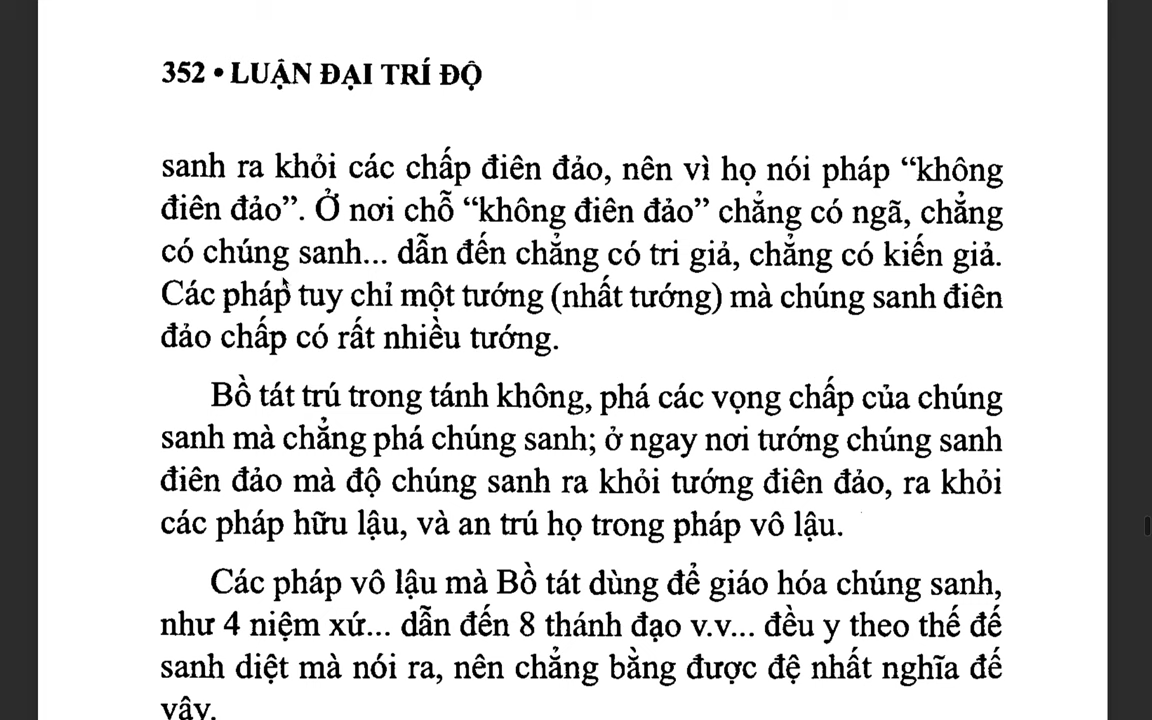 352 • LUẬN ĐẠI TRÍ ĐỘ
sanh ra khỏi các chấp điên đảo, nên vì họ nói pháp “không
điên đảo”. Ở nơi chỗ “không điên đảo” chẳng có ngã, chẳng
có chúng sanh... dẫn đến chẳng có tri giả, chẳng có kiến giả.
Các pháp tuy chỉ một tướng (nhất tướng) mà chúng sanh điên
đảo chấp có rất nhiều tướng.
Bồ tát trú trong tánh không, phá các vọng chấp của chúng
sanh mà chẳng phá chúng sanh; ở ngay nơi tướng chúng sanh
điên đảo mà độ chúng sanh ra khỏi tướng điên đảo, ra khỏi
các pháp hữu lậu, và an trú họ trong pháp vô lậu.
Các pháp vô lậu mà Bồ tát dùng để giáo hóa chúng sanh,
như 4 niệm xứ... dẫn đến 8 thánh đạo v.v... đều y theo thế đế
sanh diệt mà nói ra, nên chẳng bằng được đệ nhất nghĩa đế
vậy.